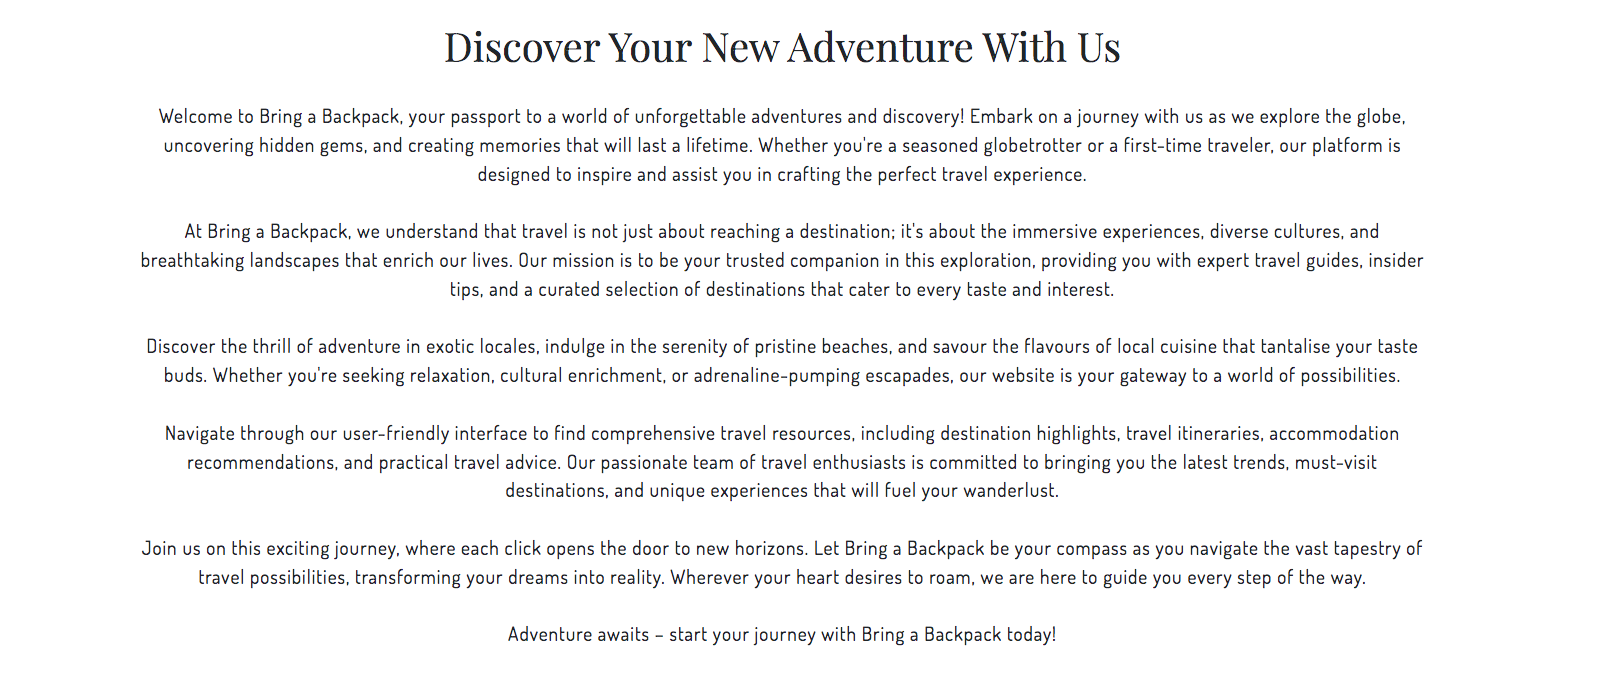 Discover Your New Adventure With Us
Welcome to Bring a Backpack, your passport to a world of unforgettable adventures and discovery! Embark on a journey with us as we explore the globe,
uncovering hidden gems, and creating memories that will last a lifetime. Whether you're a seasoned globetrotter or a first-time traveler, our platform is
designed to inspire and assist you in crafting the perfect travel experience.
At Bring a Backpack, we understand that travel is not just about reaching a destination; it's about the immersive experiences, diverse cultures, and
breathtaking landscapes that enrich our lives. Our mission is to be your trusted companion in this exploration, providing you with expert travel guides, insider
tips, and a curated selection of destinations that cater to every taste and interest.
Discover the thrill of adventure in exotic locales, indulge in the serenity of pristine beaches, and savour the flavours of local cuisine that tantalise your taste
buds. Whether you're seeking relaxation, cultural enrichment, or adrenaline-pumping escapades, our website is your gateway to a world of possibilities.
Navigate through our user-friendly interface to find comprehensive travel resources, including destination highlights, travel itineraries, accommodation
recommendations, and practical travel advice. Our passionate team of travel enthusiasts is committed to bringing you the latest trends, must-visit
destinations, and unique experiences that will fuel your wanderlust.
Join us on this exciting journey, where each click opens the door to new horizons. Let Bring a Backpack be your compass as you navigate the vast tapestry of
travel possibilities, transforming your dreams into reality. Wherever your heart desires to roam, we are here to guide you every step of the way.
Adventure awaits – start your journey with Bring a Backpack today!